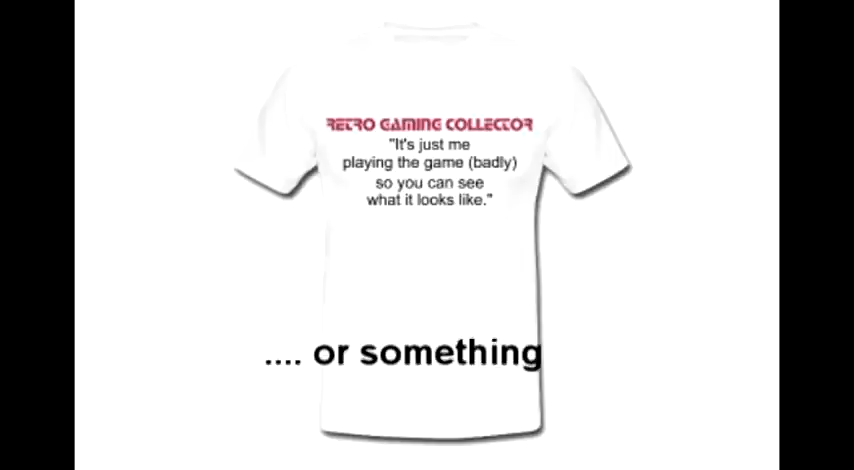 RETRO GAMING COLLECTOR
"It's just me
playing the game (badly)
so you can see
what it looks like."
.... or something